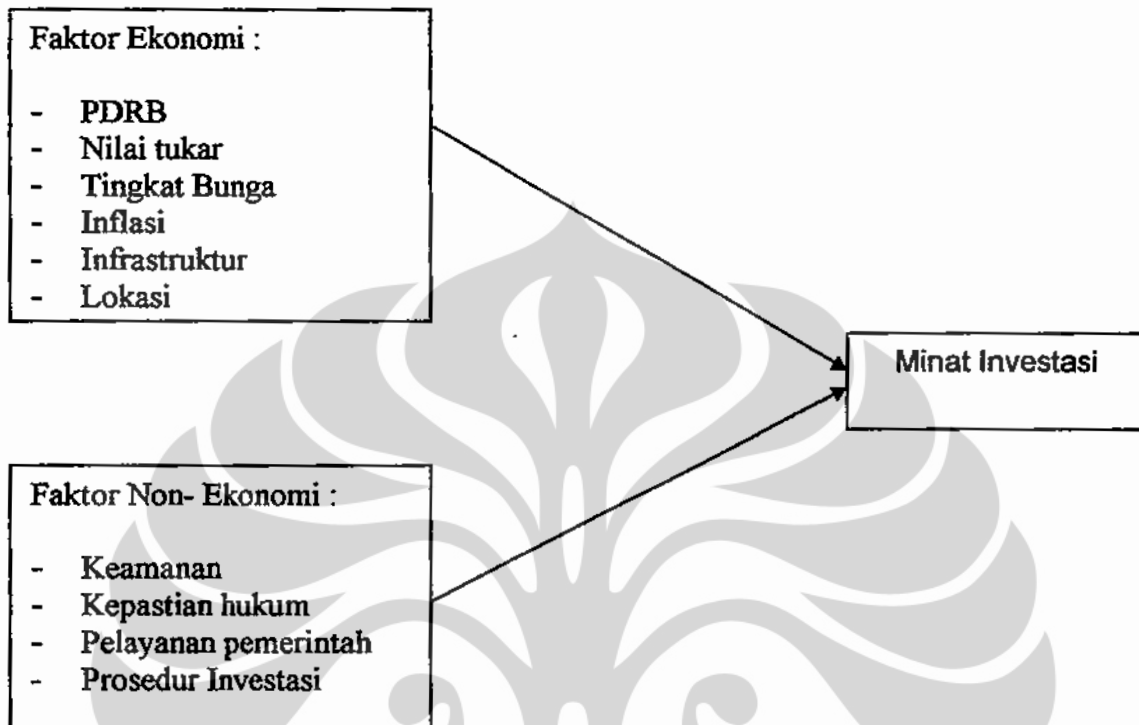 Faktor Ekonomi :
- PDRB
- Nilai tukar
- Tingkat Bunga
- Inflasi
- Infrastruktur
- Lokasi
Minat Investasi
Faktor Non- Ekonomi :
- Keamanan
- Kepastian hukum
- Pelayanan pemerintah
- Prosedur Investasi